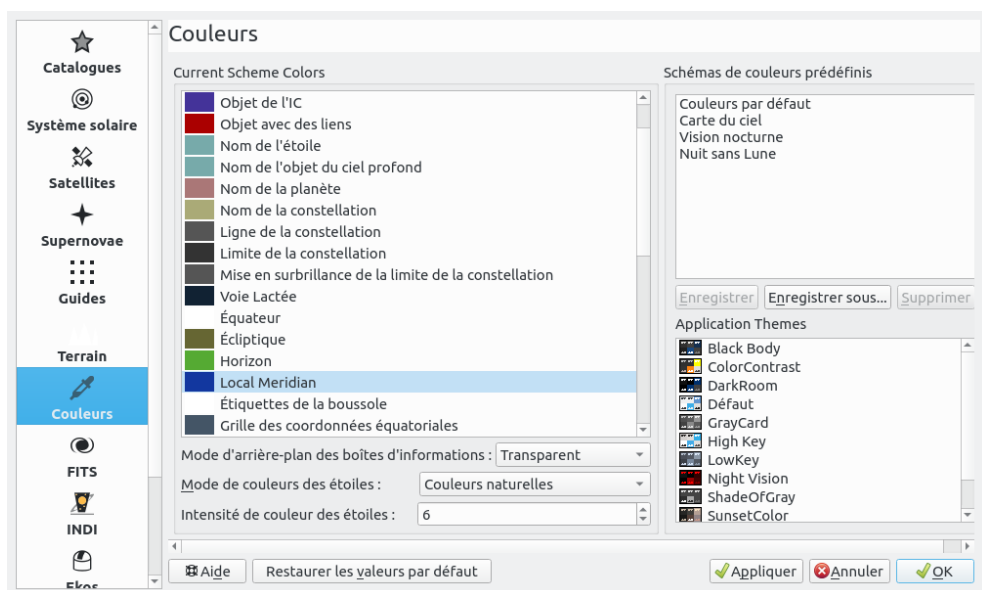 Couleurs
Catalogues
Système solaire
Satellites
Supernovae
Guides
Terrain
Couleurs
FITS
INDI
Ekos
Current Scheme Colors
Objet de l'IC
Objet avec des liens
Nom de l'étoile
Nom de l'objet du ciel profond
Nom de la planète
Nom de la constellation
Ligne de la constellation
Limite de la constellation
Mise en surbrillance de la limite de la constellation
Voie Lactée
Équateur
Écliptique
Horizon
Local Meridian
Étiquettes de la boussole
Grille des coordonnées équatoriales
Mode d'arrière-plan des boîtes d'informations : Transparent
Mode de couleurs des étoiles : Couleurs naturelles
Intensité de couleur des étoiles : 6
Schémas de couleurs prédéfinis
Couleurs par défaut
Carte du ciel
Vision nocturne
Nuit sans Lune
Enregistrer Enregistrer sous... Supprimer
Application Themes
Black Body
ColorContrast
DarkRoom
Défaut
GrayCard
High Key
LowKey
Night Vision
ShadeOfGray
SunsetColor
Aide Restaurer les valeurs par défaut Appliquer Annuler OK